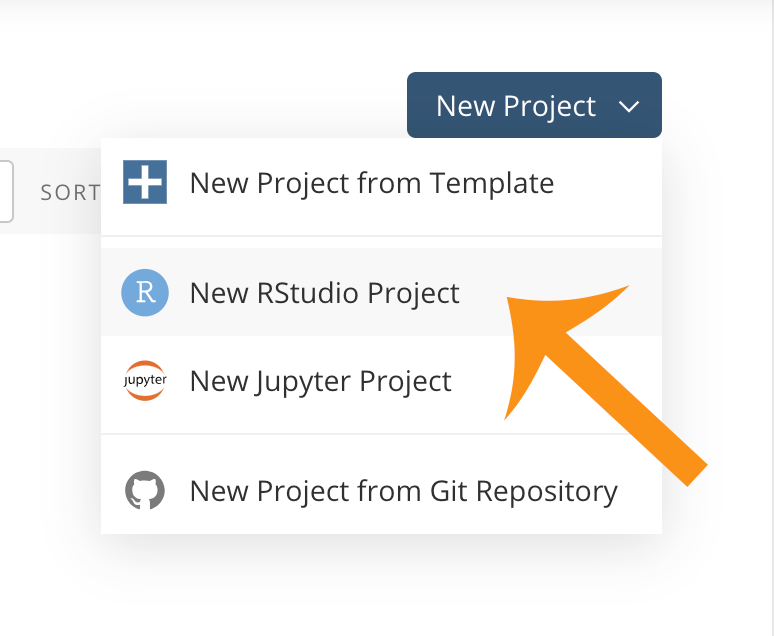 New Project
SORT
New Project from Template
R
New RStudio Project
jupyter
New Jupyter Project
New Project from Git Repository